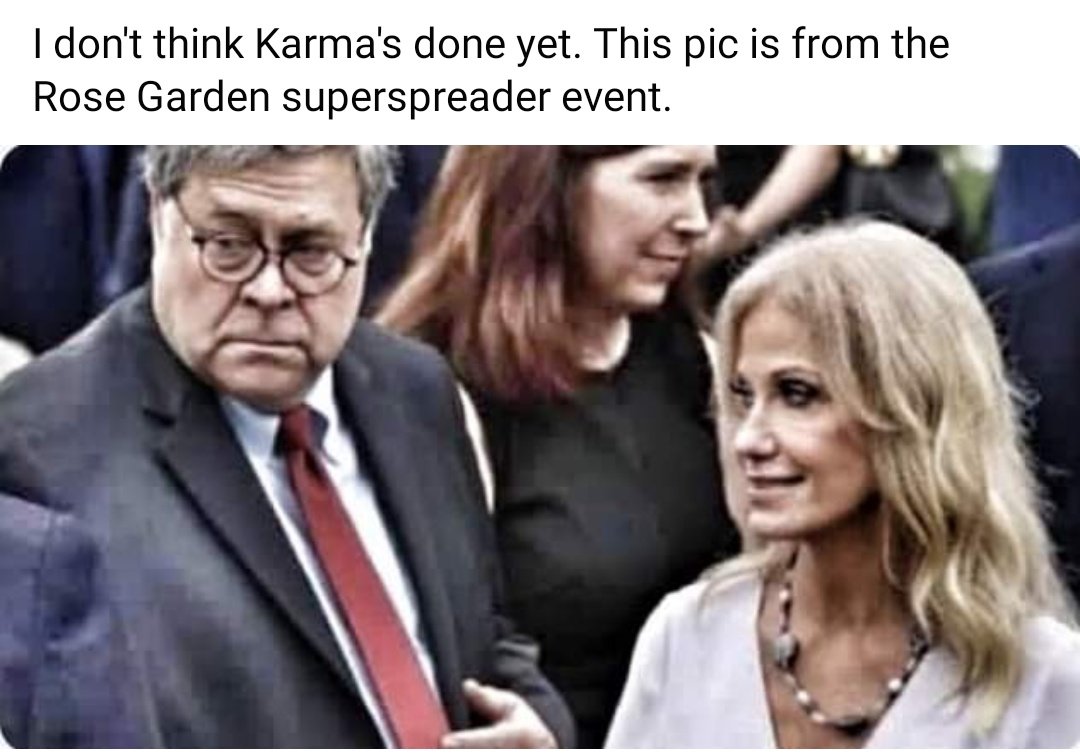 I don't think Karma's done yet. This pic is from the
Rose Garden superspreader event.